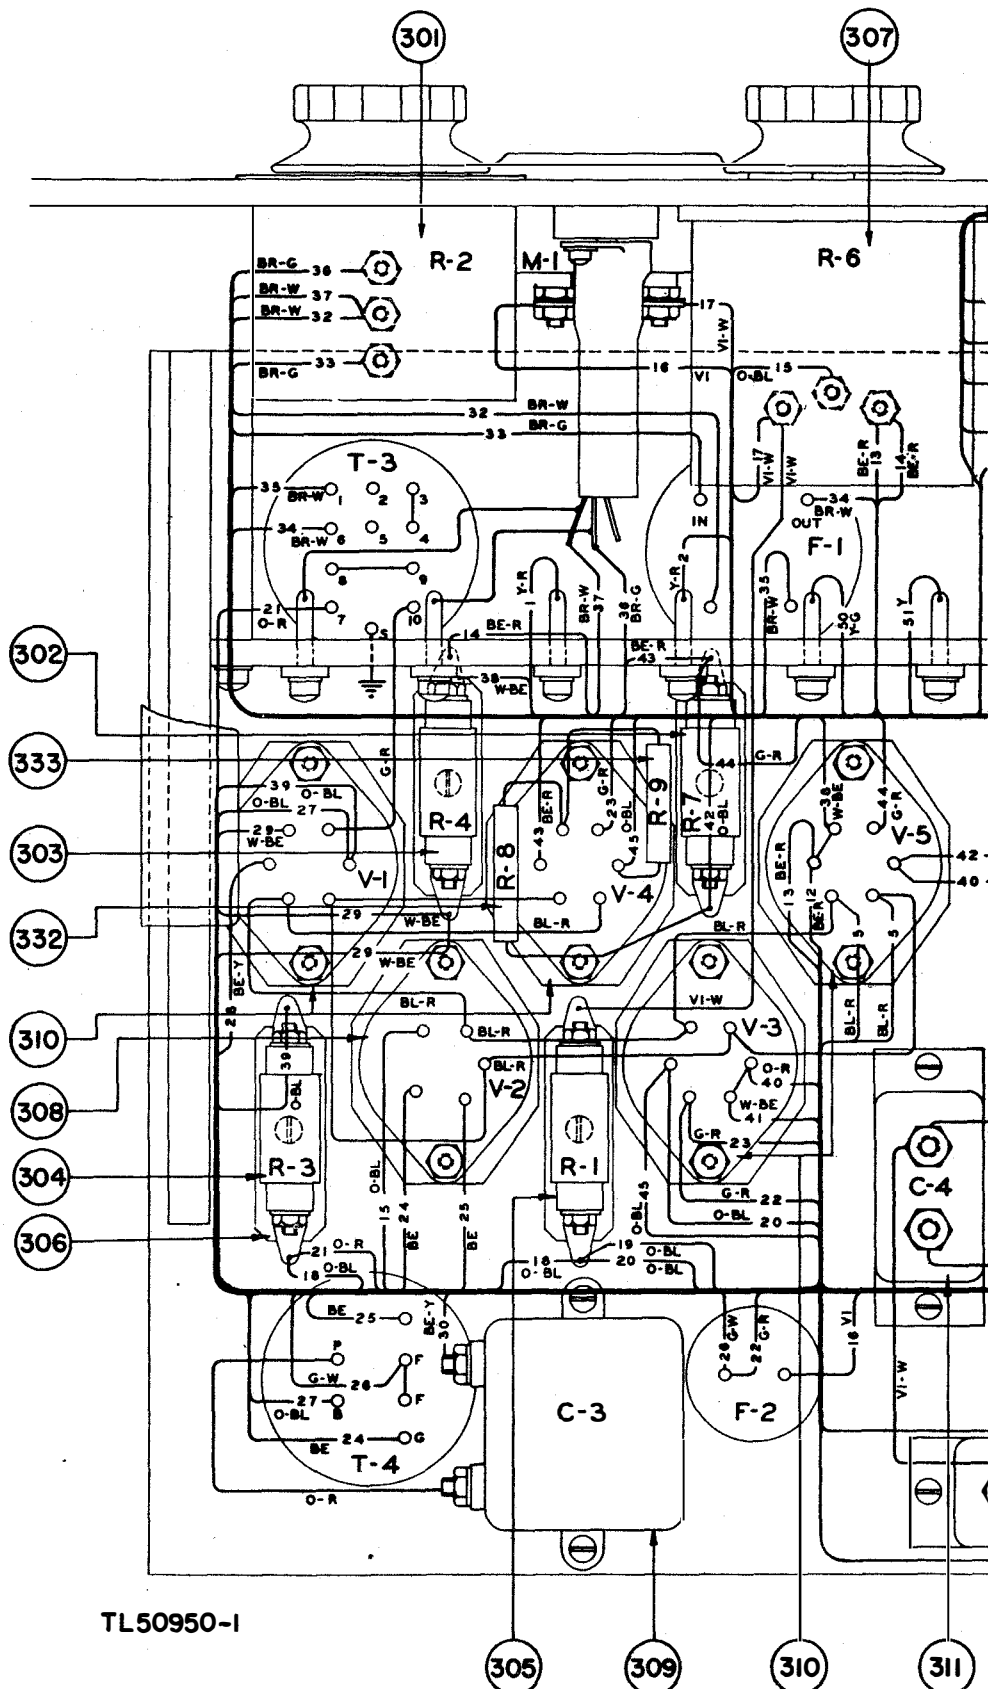 301
307
R-2
M-1
R-6
BR-G 36
BR-W 37
BR-W 32
33
BR-G
17
VI-W
16
VI
O-BL
15
32 BR-W
33 BR-G
T-3
17
VI-W
VI-W
BE-R
13
14
BE-R
35
BR-W
1
2
3
34
BR-W
6
5
4
IN
34
BR-W
OUT
F-1
8
9
Y-R
1
BR-W
37
36
BR-G
Y-R 2
BR-W
35
50
Y-G
51 Y
21
O-R
7
10
S
14
BE-R
BE-R
43
38
W-BE
302
333
303
332
310
308
304
306
G-R
39
O-BL
O-BL
27
29
W-BE
R-4
BE-R
43
G-R
23
O-BL
45
R-9
R-7
44
G-R
42
O-BL
38
W-BE
44
G-R
V-5
V-1
R-8
V-4
BE-R
13
12
BE-R
42
40
29
W-BE
BL-R
BL-R
5
5
29
W-BE
BE-Y
28
BL-R
BL-R
VI-W
V-3
BL-R
BL-R
39
O-BL
BL-R
V-2
O-R
40
W-BE
41
G-R
23
R-3
R-1
C-4
O-BL
15
24
BE
25
BE
O-BL
45
G-R 22
O-BL 20
21 O-R
O-BL
18
19
O-BL
18
O-BL
20
O-BL
BE 25
BE-Y
30
26
G-W
22
G-R
VI
16
VI-W
P
F
G-W 26
27
O-BL
B
F
24
BE
G
T-4
C-3
F-2
O-R
TL50950-1
305
309
310
311